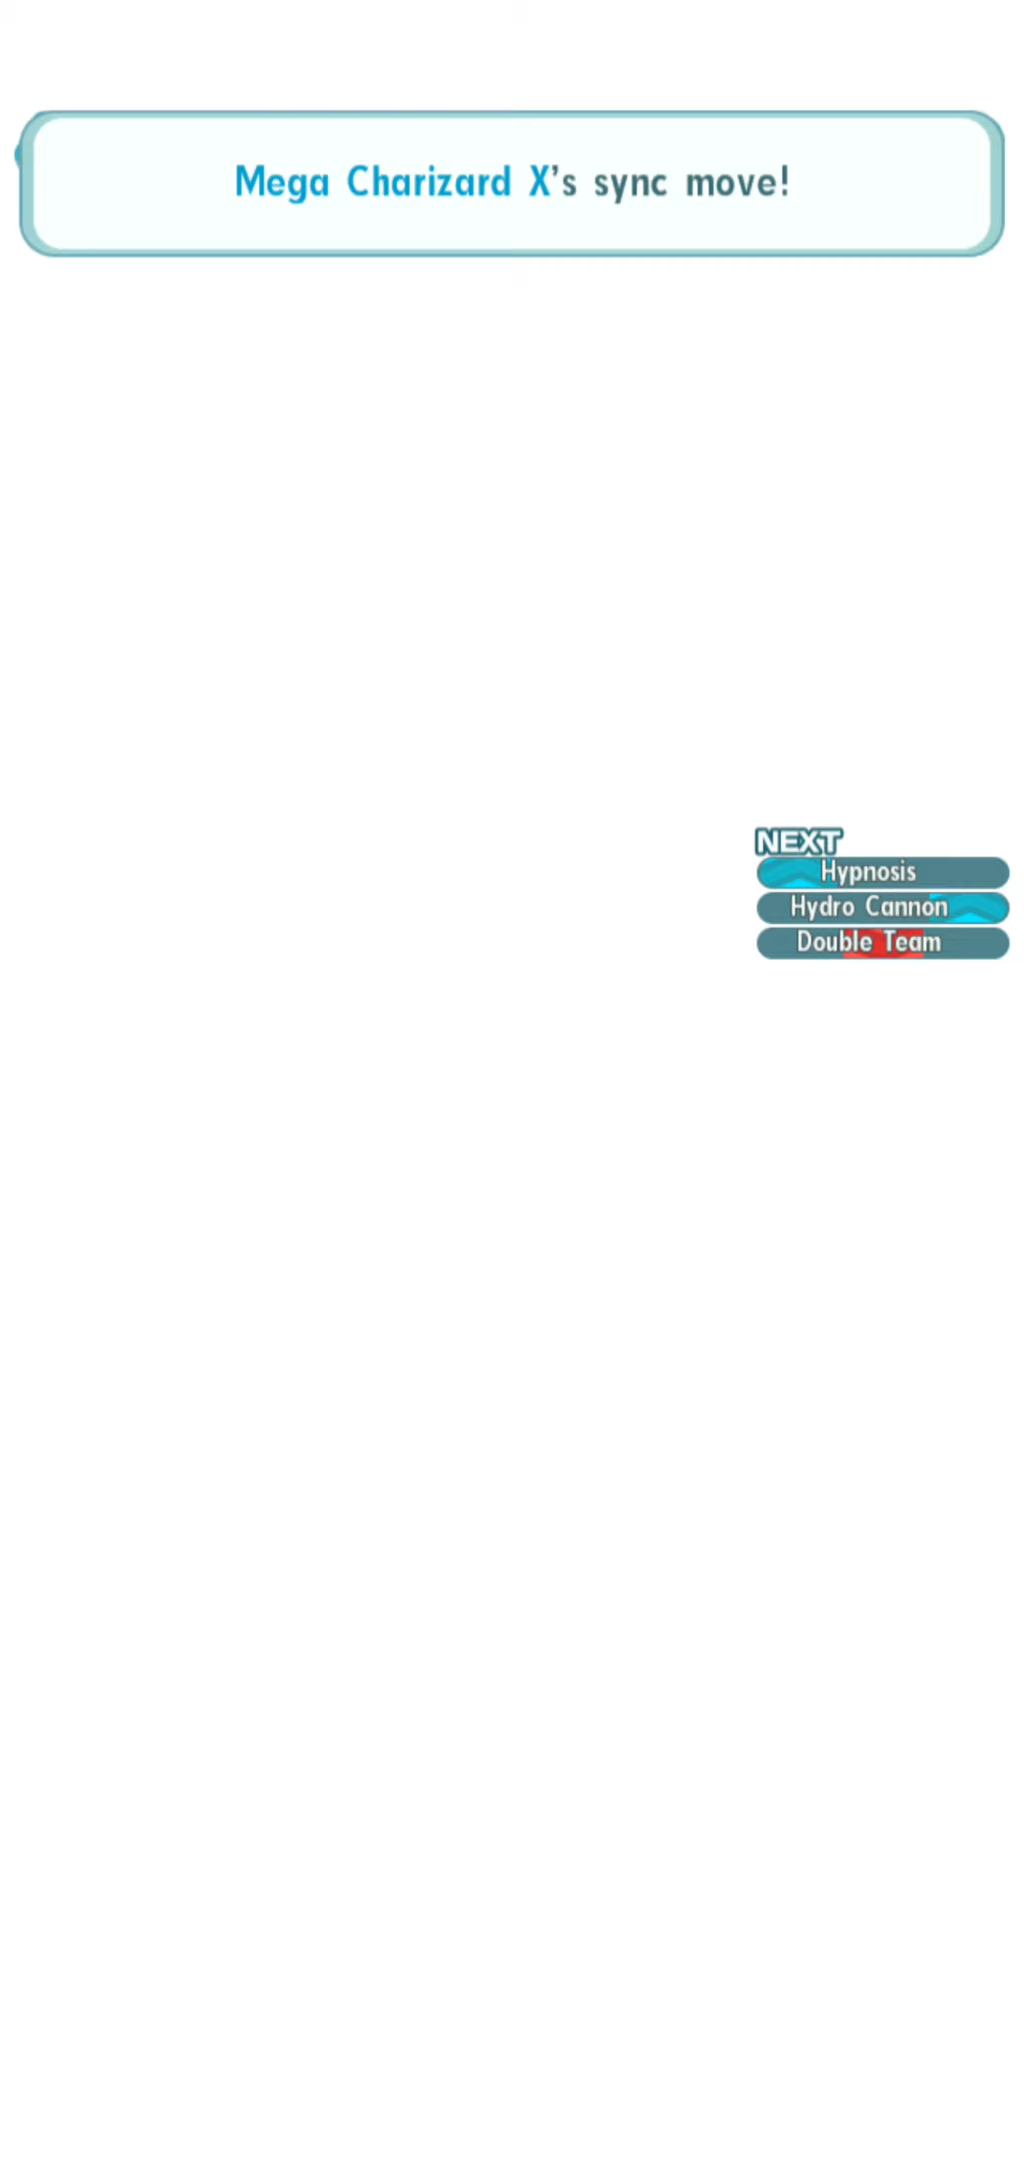 Mega Charizard X’s sync move!
NEXT
Hypnosis
Hydro Cannon
Double Team